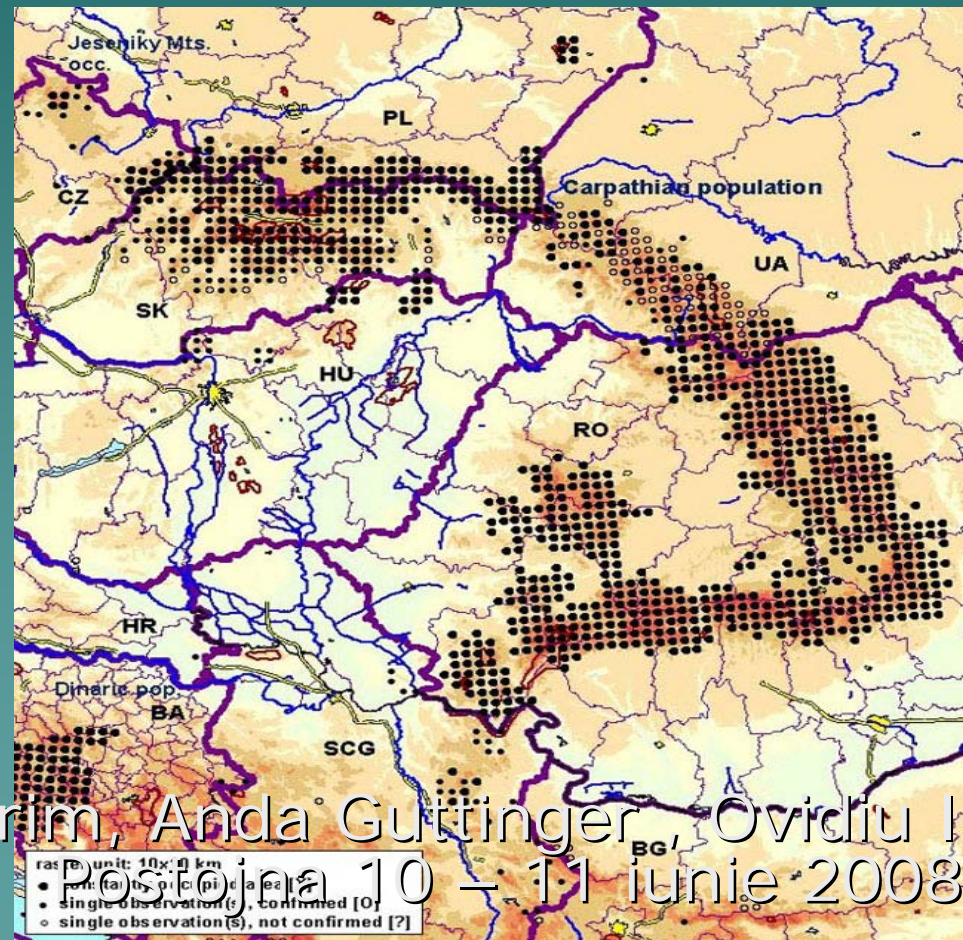 Jeseniky Mts.
occ.
PL
CZ
Carpathian population
UA
SK
HU
RO
HR
Dinaric pop.
BA
SCG
rim, Anda Guttinger , Ovidiu I
BG
raster unit: 10x10 km
Postojna 10 – 11 iunie 2008
single observation(s), confirmed [O]
single observation(s), not confirmed [?]